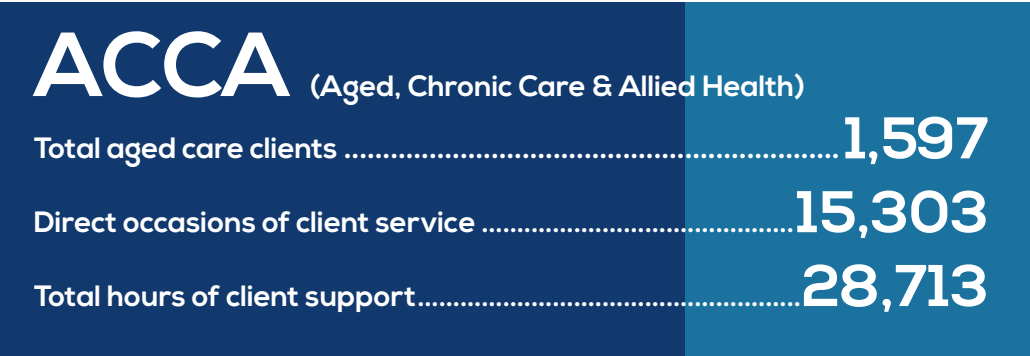 ACCA (Aged, Chronic Care & Allied Health)
Total aged care clients ........................................................................ 1,597
Direct occasions of client service ............................................. 15,303
Total hours of client support....................................................... 28,713